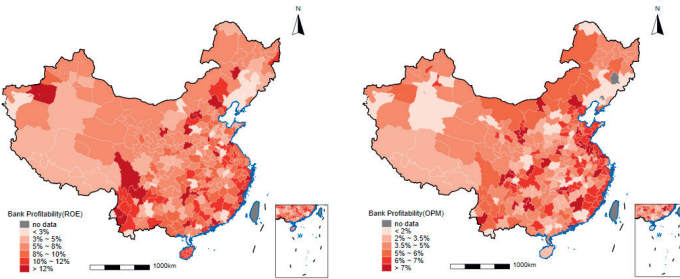 N
Bank Profitability(ROE)
no data
< 3%
3% ~ 5%
5% ~ 8%
8% ~ 10%
10% ~ 12%
> 12%
1000km
N
Bank Profitability(OPM)
no data
< 2%
2% ~ 3.5%
3.5% ~ 5%
5% ~ 6%
6% ~ 7%
> 7%
1000km